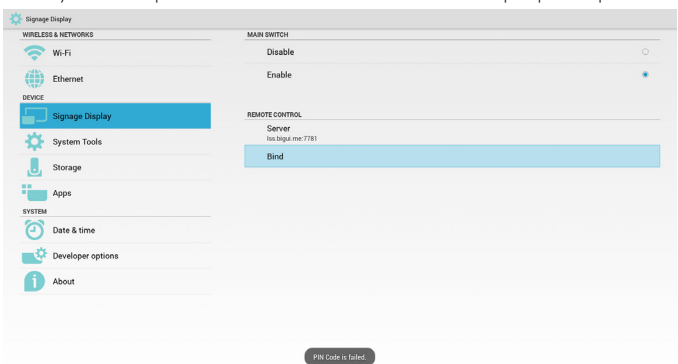 Signage Display
WIRELESS & NETWORKS
Wi-Fi
Ethernet
DEVICE
Signage Display
System Tools
Storage
Apps
SYSTEM
Date & time
Developer options
About
MAIN SWITCH
Disable
Enable
REMOTE CONTROL
Server
lss.bigui.me:7781
Bind
PIN Code is failed.